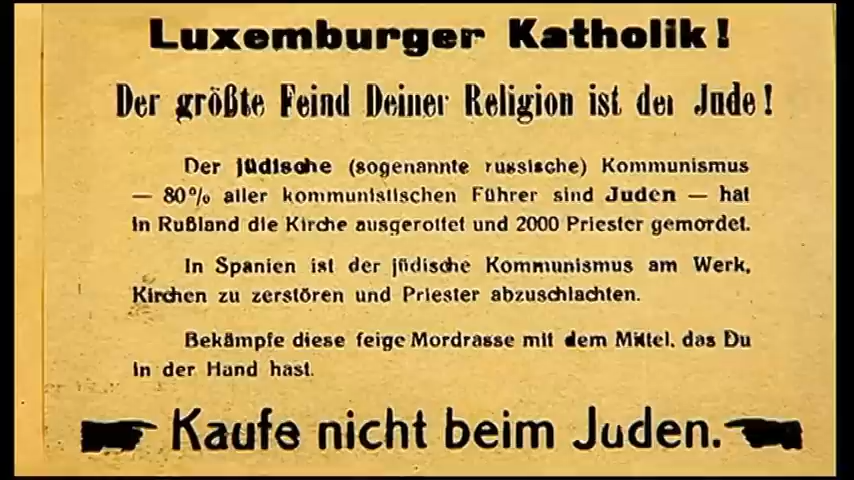 Luxemburger Katholik!
Der größte Feind Deiner Religion ist der Jude!
Der jüdische (sogenannte russische) Kommunismus
— 80% aller kommunistischen Führer sind Juden — hat
in Rußland die Kirche ausgerottet und 2000 Priester gemordet.
In Spanien ist der jüdische Kommunismus am Werk,
Kirchen zu zerstören und Priester abzuschlachten.
Bekämpfe diese feige Mordrasse mit dem Mittel, das Du
in der Hand hast.
Kaufe nicht beim Juden.